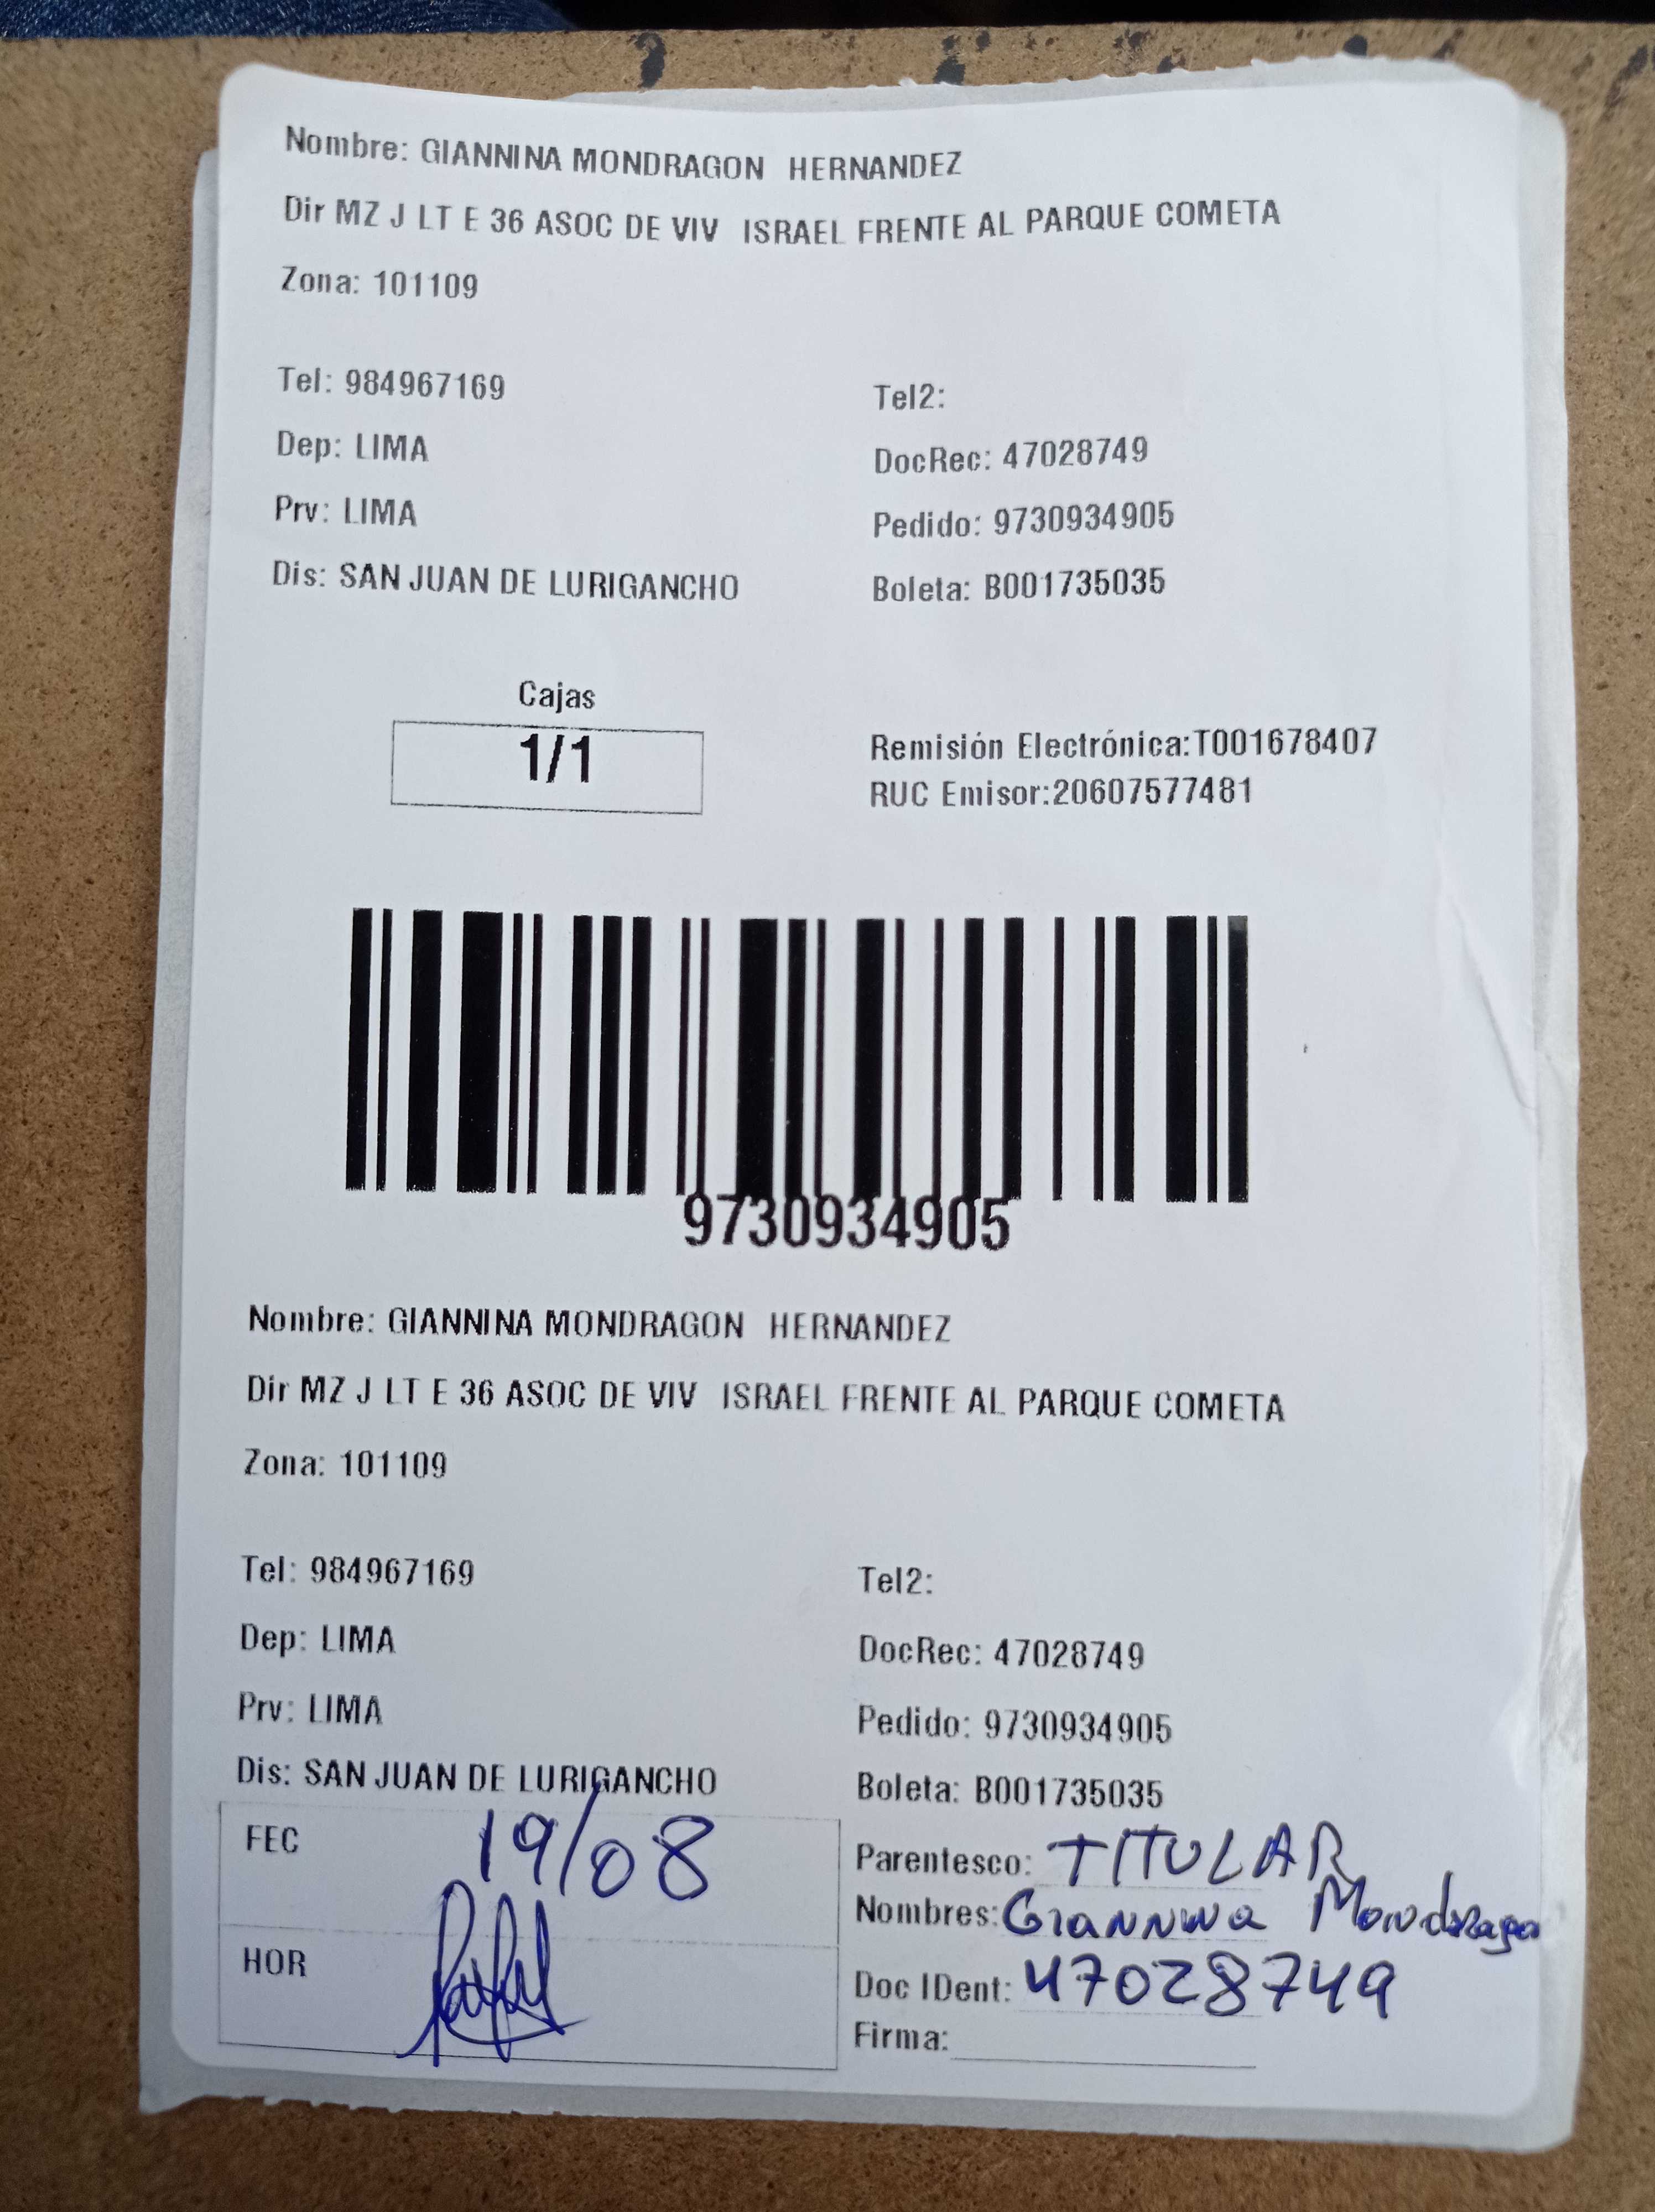 Nombre: GIANNINA MONDRAGON HERNANDEZ
Dir MZ J LT E 36 ASOC DE VIV ISRAEL FRENTE AL PARQUE COMETA
Zona: 101109
Tel: 984967169
Tel2:
Dep: LIMA
DocRec: 47028749
Prv: LIMA
Pedido: 9730934905
Dis: SAN JUAN DE LURIGANCHO
Boleta: B001735035
Cajas
1/1
Remisión Electrónica:T001678407
RUC Emisor:20607577481
9730934905
Nombre: GIANNINA MONDRAGON HERNANDEZ
Dir MZ J LT E 36 ASOC DE VIV ISRAEL FRENTE AL PARQUE COMETA
Zona: 101109
Tel: 984967169
Tel2:
Dep: LIMA
DocRec: 47028749
Prv: LIMA
Pedido: 9730934905
Dis: SAN JUAN DE LURIGANCHO
Boleta: B001735035
FEC 19/08
Parentesco: TITULAR
Nombres: Giannina Mondragon
HOR
Doc IDent: 47028749
Firma: